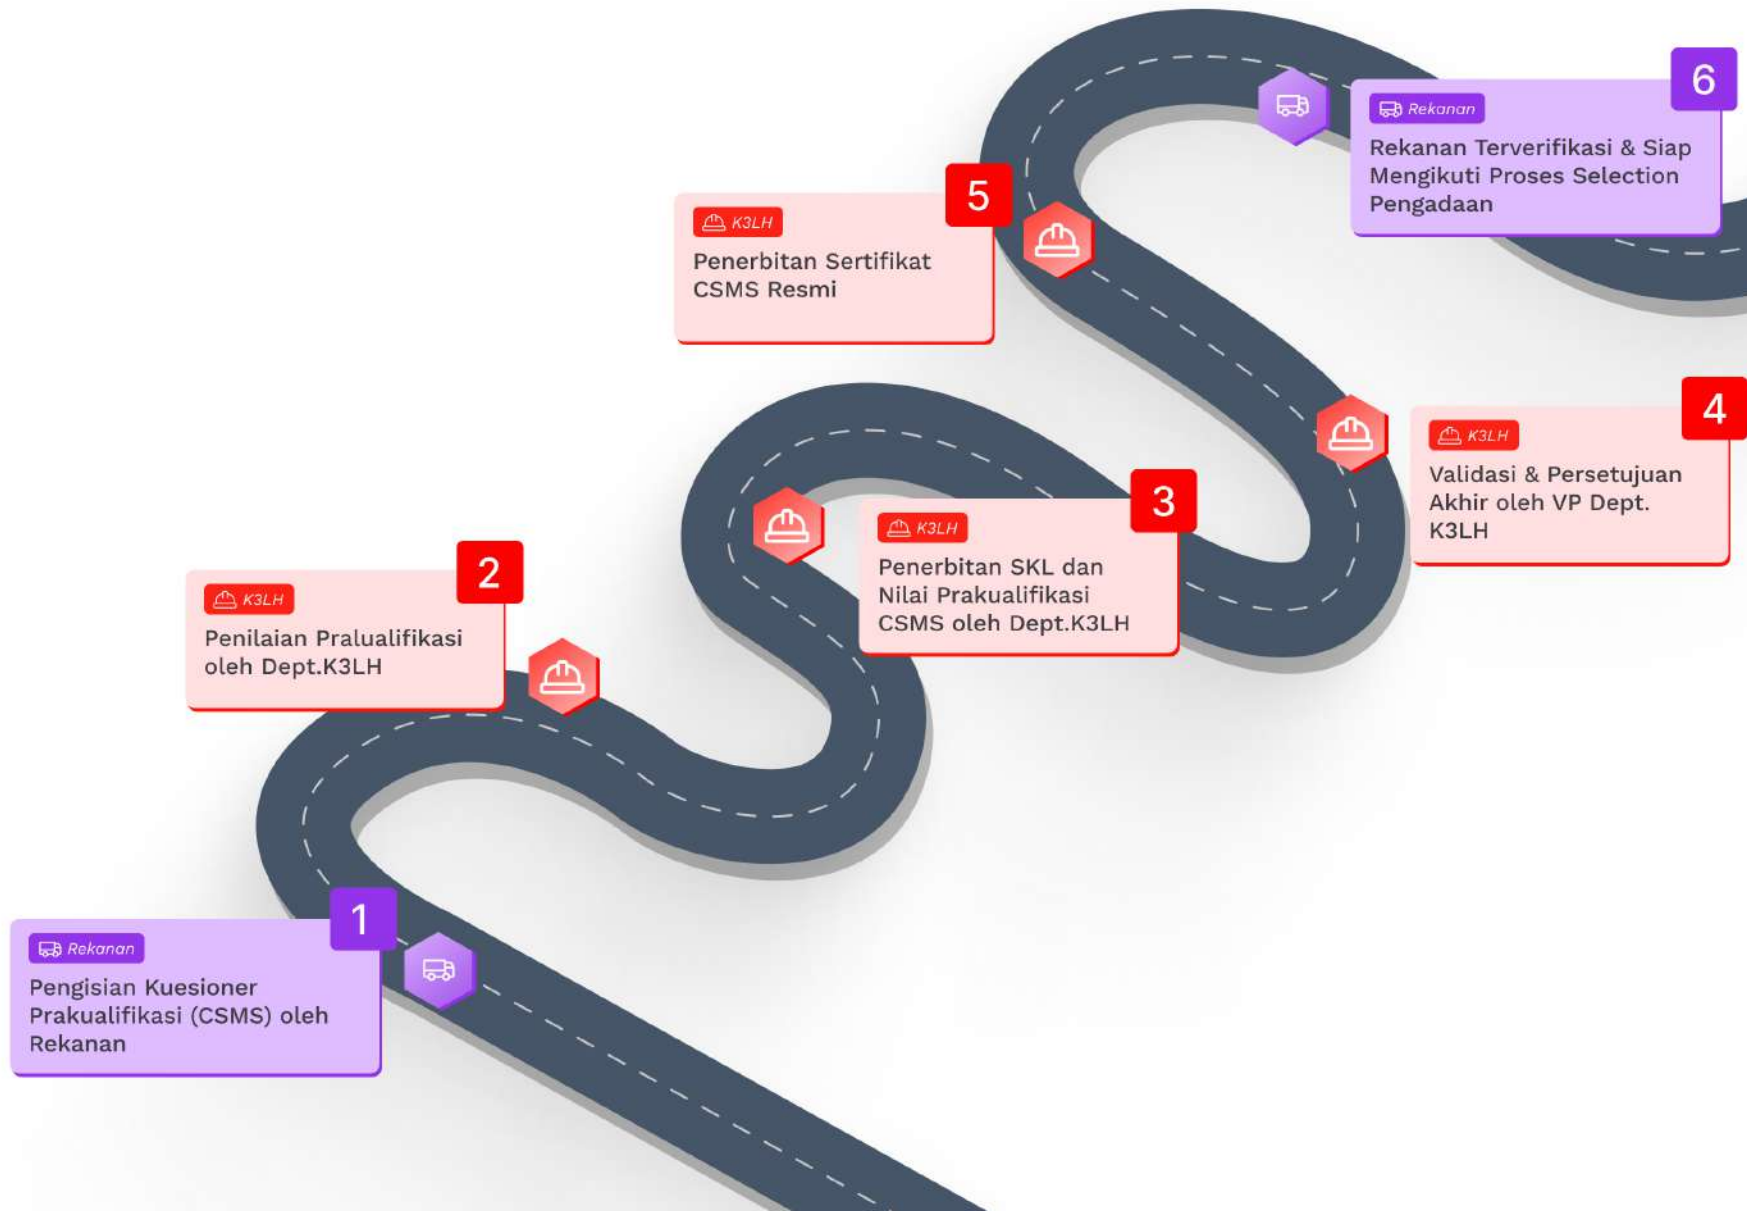 1
Rekanan
Pengisian Kuesioner
Prakualifikasi (CSMS) oleh
Rekanan
2
K3LH
Penilaian Pralualifikasi
oleh Dept.K3LH
3
K3LH
Penerbitan SKL dan
Nilai Prakualifikasi
CSMS oleh Dept.K3LH
4
K3LH
Validasi & Persetujuan
Akhir oleh VP Dept.
K3LH
5
K3LH
Penerbitan Sertifikat
CSMS Resmi
6
Rekanan
Rekanan Terverifikasi & Siap
Mengikuti Proses Selection
Pengadaan